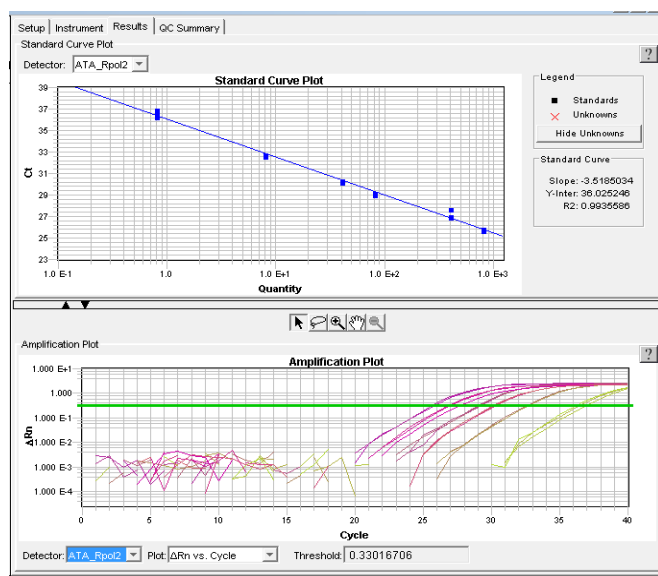 Setup Instrument Results QC Summary
Standard Curve Plot
?
Detector: ATA_Rpol2
Standard Curve Plot
39
37
35
33
31
29
27
25
23
Ct
1.0 E-1 1.0 1.0 E+1 1.0 E+2 1.0 E+3
Quantity
Legend
Standards
Unknowns
Hide Unknowns
Standard Curve
Slope: -3.5185034
Y-Inter: 36.025246
R2: 0.9935586
Amplification Plot
?
Amplification Plot
1.000 E+1
1.000
1.000 E-1
1.000 E-2
1.000 E-3
1.000 E-4
ΔRn
0 5 10 15 20 25 30 35 40
Cycle
Detector: ATA_Rpol2 Plot: ΔRn vs. Cycle Threshold: 0.33016706